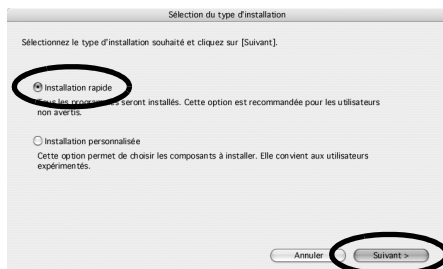 Sélection du type d'installation
Sélectionnez le type d'installation souhaité et cliquez sur [Suivant].
Installation rapide
Tous les programmes seront installés. Cette option est recommandée pour les utilisateurs
non avertis.
Installation personnalisée
Cette option permet de choisir les composants à installer. Elle convient aux utilisateurs
expérimentés.
Annuler
Suivant >